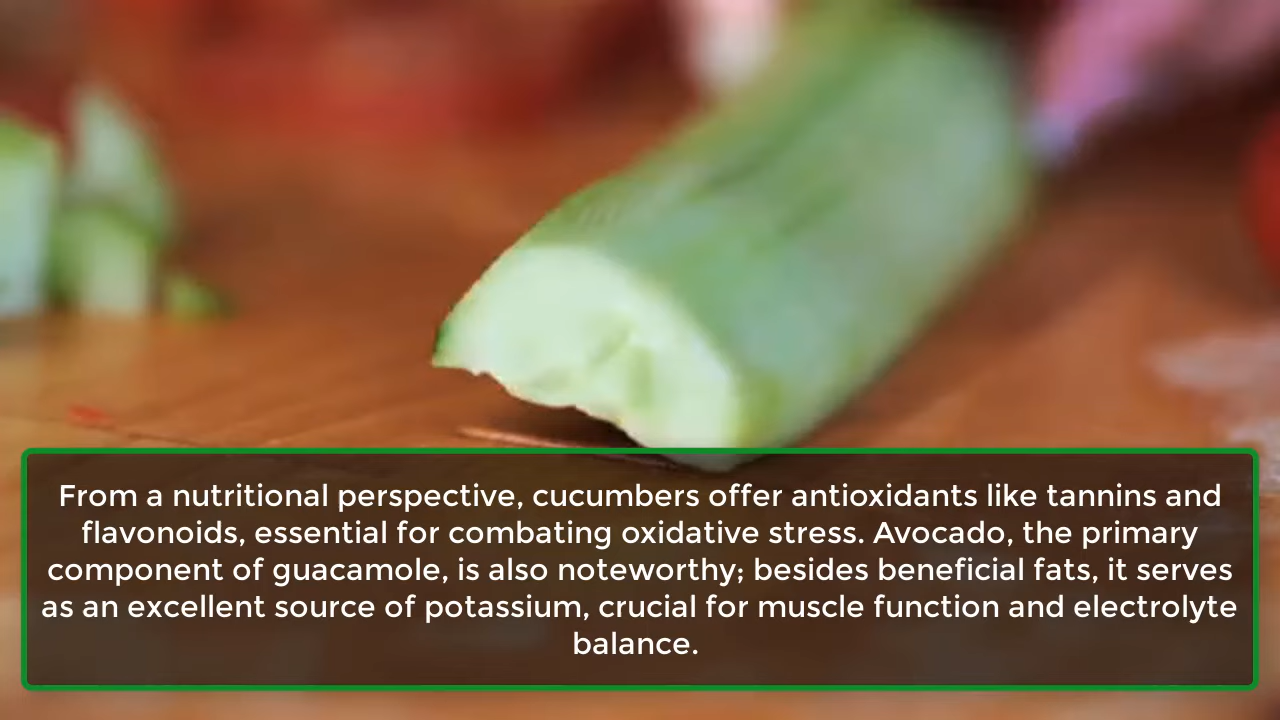 From a nutritional perspective, cucumbers offer antioxidants like tannins and
flavonoids, essential for combating oxidative stress. Avocado, the primary
component of guacamole, is also noteworthy; besides beneficial fats, it serves
as an excellent source of potassium, crucial for muscle function and electrolyte
balance.